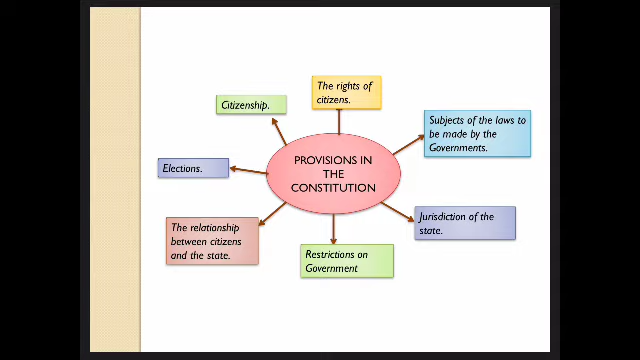 The rights of
citizens.
Citizenship.
Subjects of the laws to
be made by the
Governments.
Elections.
PROVISIONS IN
THE
CONSTITUTION
Jurisdiction of the
state.
The relationship
between citizens
and the state.
Restrictions on
Government